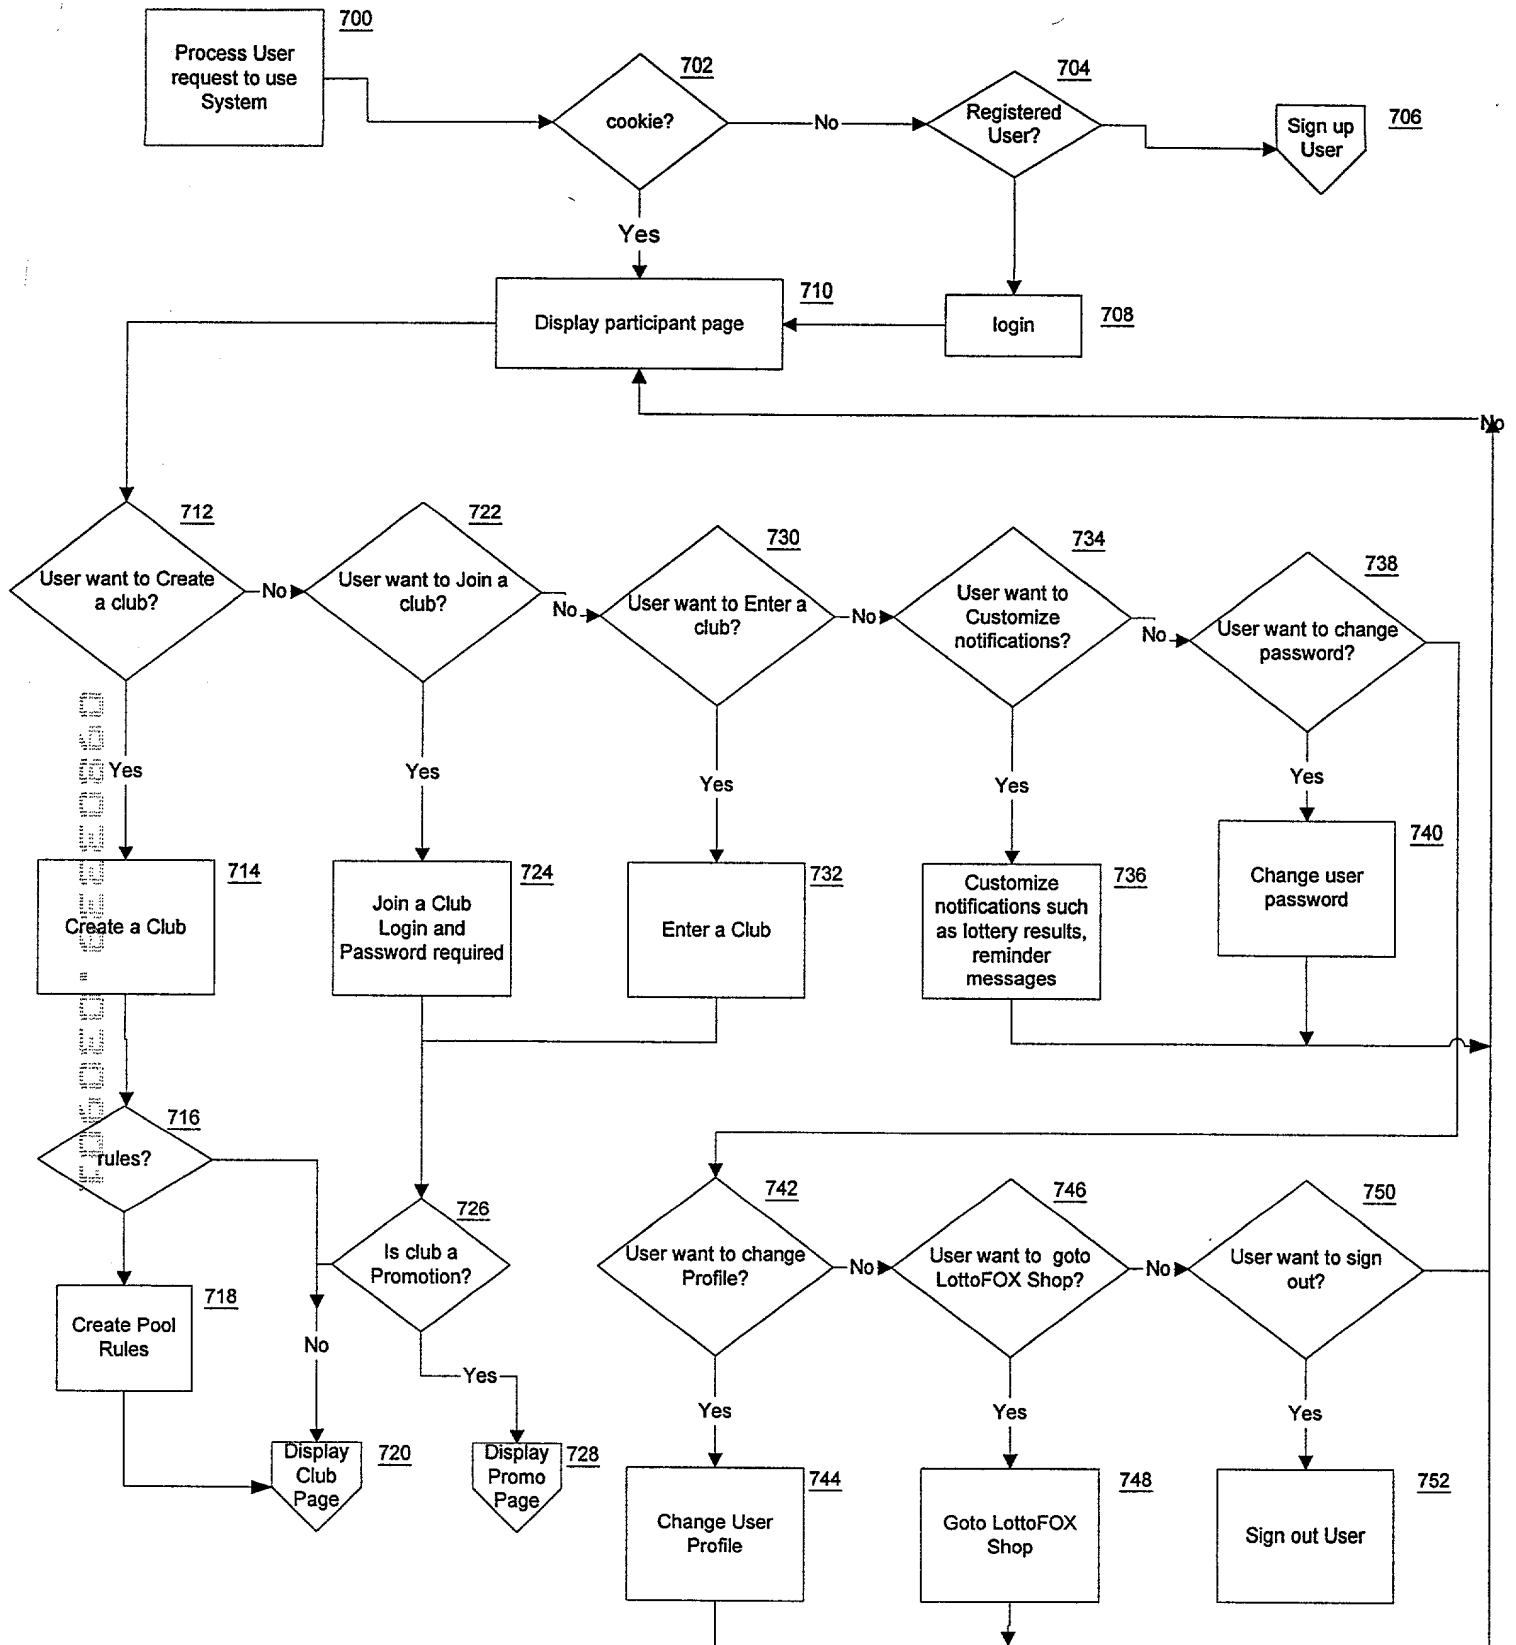 700
Process User
request to use
System
702
cookie?
No
704
Registered
User?
706
Sign up
User
Yes
710
Display participant page
login
708
No
712
User want to Create
a club?
No
722
User want to Join a
club?
No
730
User want to Enter a
club?
No
734
User want to
Customize
notifications?
No
738
User want to change
password?
Yes
Yes
Yes
Yes
Yes
714
Create a Club
724
Join a Club
Login and
Password required
732
Enter a Club
736
Customize
notifications such
as lottery results,
reminder
messages
740
Change user
password
716
rules?
726
Is club a
Promotion?
742
User want to change
Profile?
No
746
User want to goto
LottoFOX Shop?
No
750
User want to sign
out?
718
Create Pool
Rules
No
Yes
Yes
Yes
Yes
Display
Club
Page
720
Display
Promo
Page
728
744
Change User
Profile
748
Goto LottoFOX
Shop
752
Sign out User